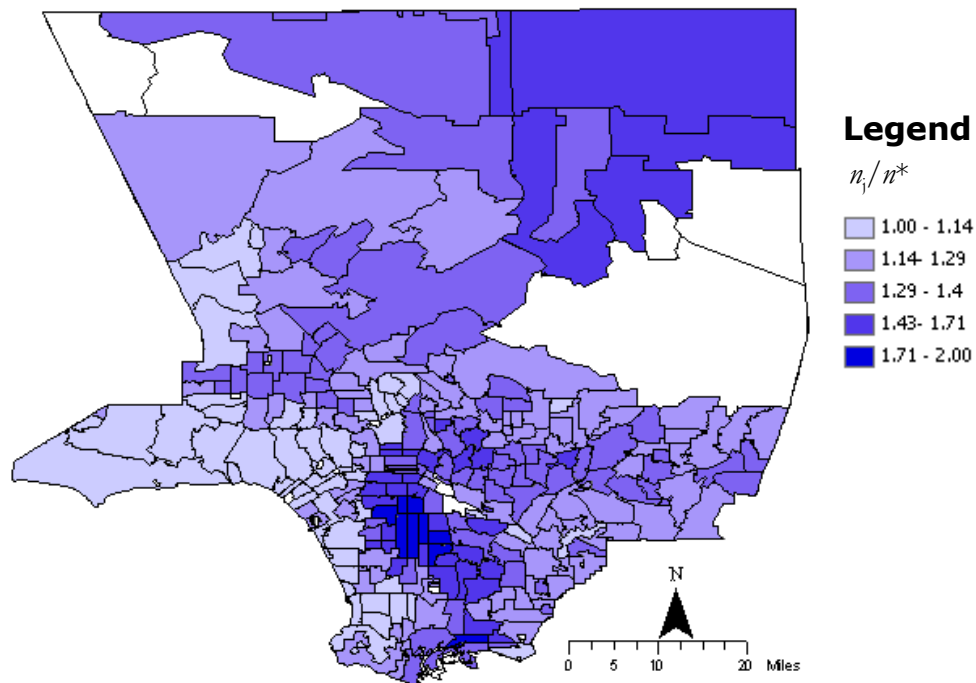 Legend
nj/n*
1.00 - 1.14
1.14- 1.29
1.29 - 1.4
1.43- 1.71
1.71 - 2.00
N
0 5 10 20 Miles